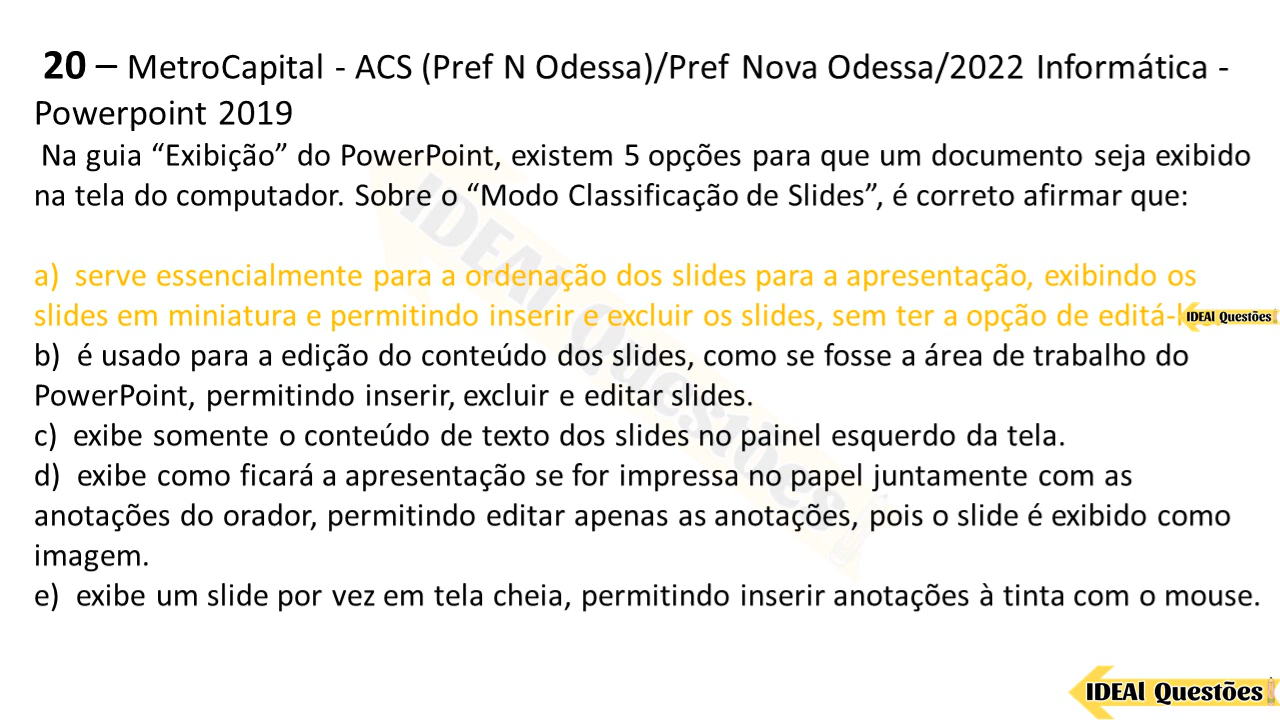 20 – MetroCapital - ACS (Pref N Odessa)/Pref Nova Odessa/2022 Informática -
Powerpoint 2019
Na guia “Exibição” do PowerPoint, existem 5 opções para que um documento seja exibido
na tela do computador. Sobre o “Modo Classificação de Slides”, é correto afirmar que:
a) serve essencialmente para a ordenação dos slides para a apresentação, exibindo os
slides em miniatura e permitindo inserir e excluir os slides, sem ter a opção de
IDEAl Questões
b) é usado para a edição do conteúdo dos slides, como se fosse a área de trabalho do
PowerPoint, permitindo inserir, excluir e editar slides.
c) exibe somente o conteúdo de texto dos slides no painel esquerdo da tela.
d) exibe como ficará a apresentação se for impressa no papel juntamente com as
anotações do orador, permitindo editar apenas as anotações, pois o slide é exibido como
imagem.
e) exibe um slide por vez em tela cheia, permitindo inserir anotações à tinta com o mouse.
IDEAl Questões
IDEAl Questões